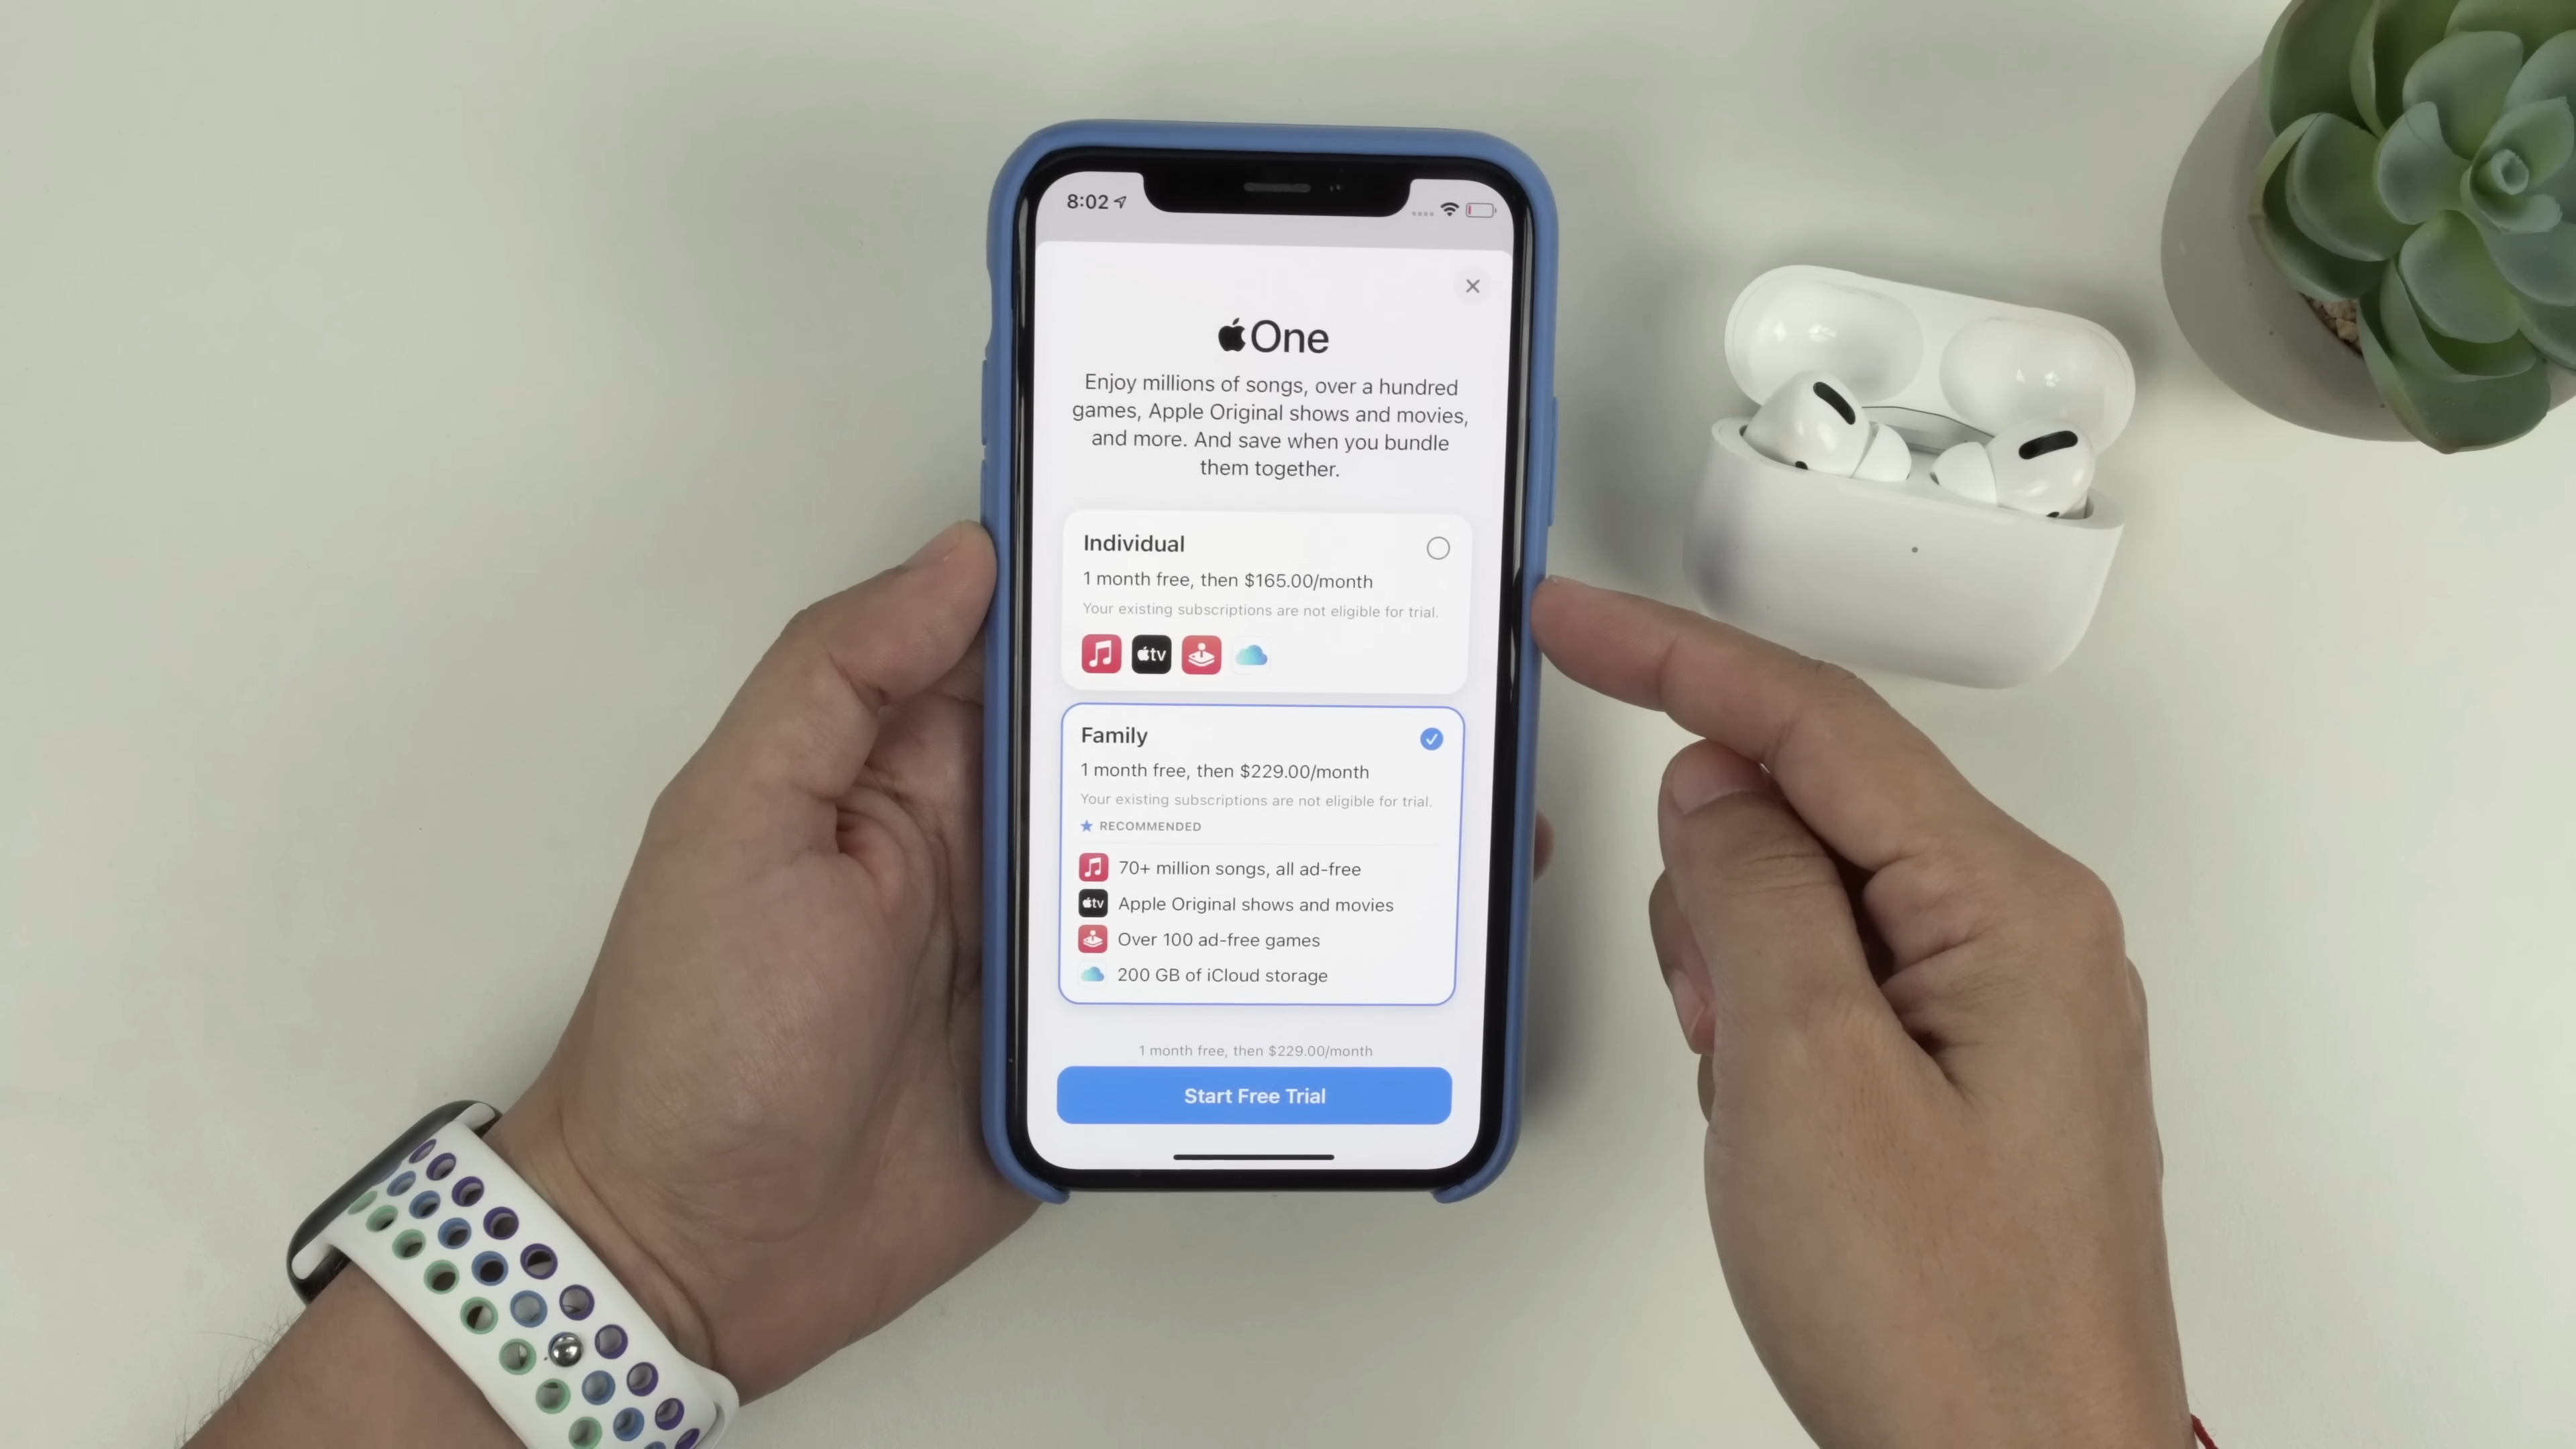 8:02
One
Enjoy millions of songs, over a hundred
games, Apple Original shows and movies,
and more. And save when you bundle
them together.
Individual
1 month free, then $165.00/month
Your existing subscriptions are not eligible for trial.
tv
Family
1 month free, then $229.00/month
Your existing subscriptions are not eligible for trial.
RECOMMENDED
70+ million songs, all ad-free
tv
Apple Original shows and movies
Over 100 ad-free games
200 GB of iCloud storage
1 month free, then $229.00/month
Start Free Trial